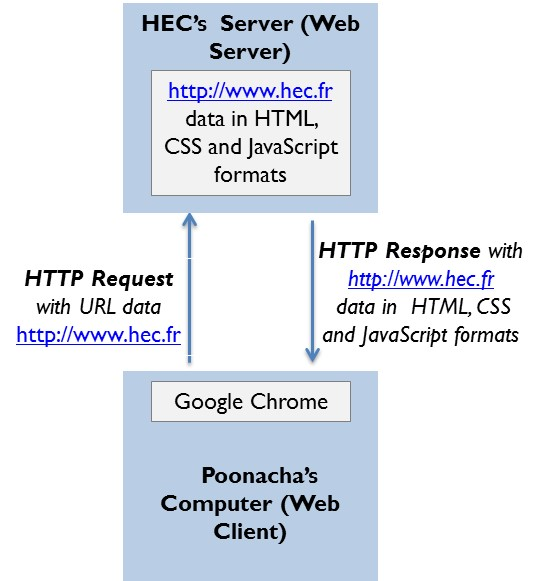 HEC's Server (Web
Server)
http://www.hec.fr
data in HTML,
CSS and JavaScript
formats
HTTP Request
with URL data
http://www.hec.fr
HTTP Response with
http://www.hec.fr
data in HTML, CSS
and JavaScript formats
Google Chrome
Poonacha's
Computer (Web
Client)